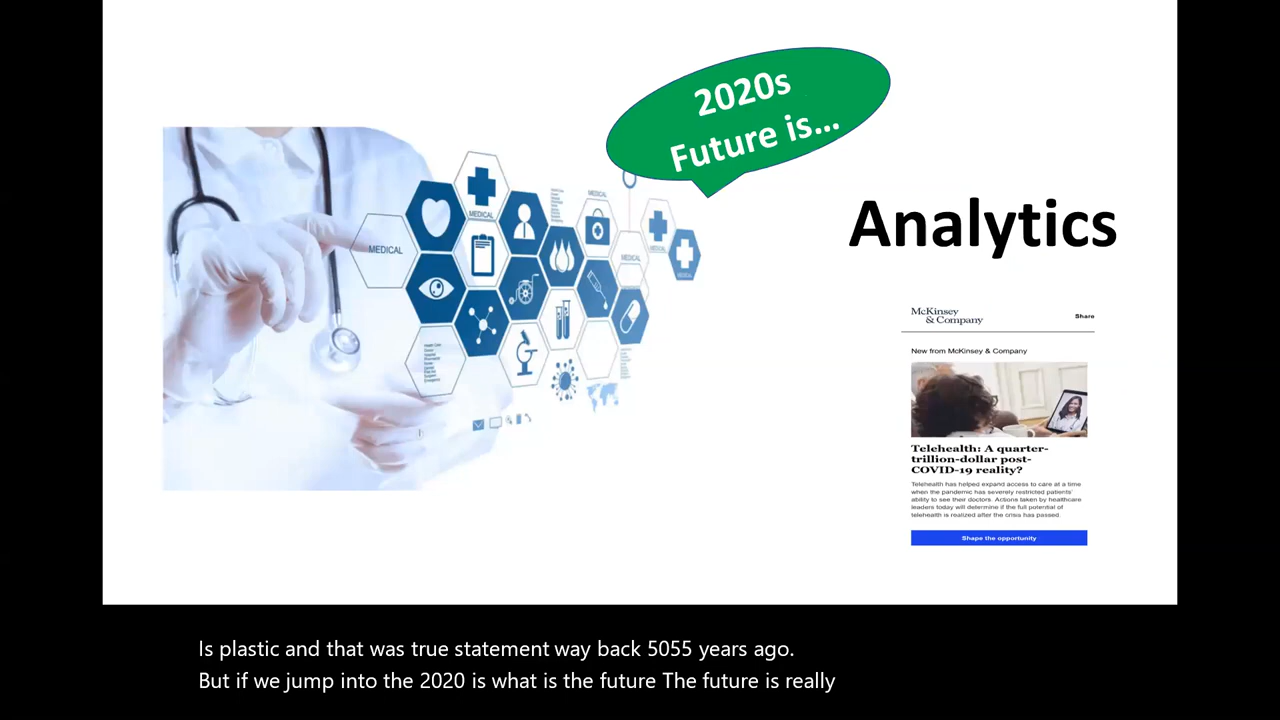 2020s
Future is...
Analytics
MEDICAL
MEDICAL
MEDICAL
MEDICAL
MEDICAL
MEDICAL
McKinsey
& Company
Share
New from McKinsey & Company
Telehealth: A quarter-
trillion-dollar post-
COVID-19 reality?
Telehealth has helped expand access to care at a time
when the pandemic has severely restricted patients'
ability to see their doctors. Actions taken by healthcare
leaders today will determine if the full potential of
telehealth is realized after the crisis has passed.
Shape the opportunity
Is plastic and that was true statement way back 5055 years ago.
But if we jump into the 2020 is what is the future The future is really